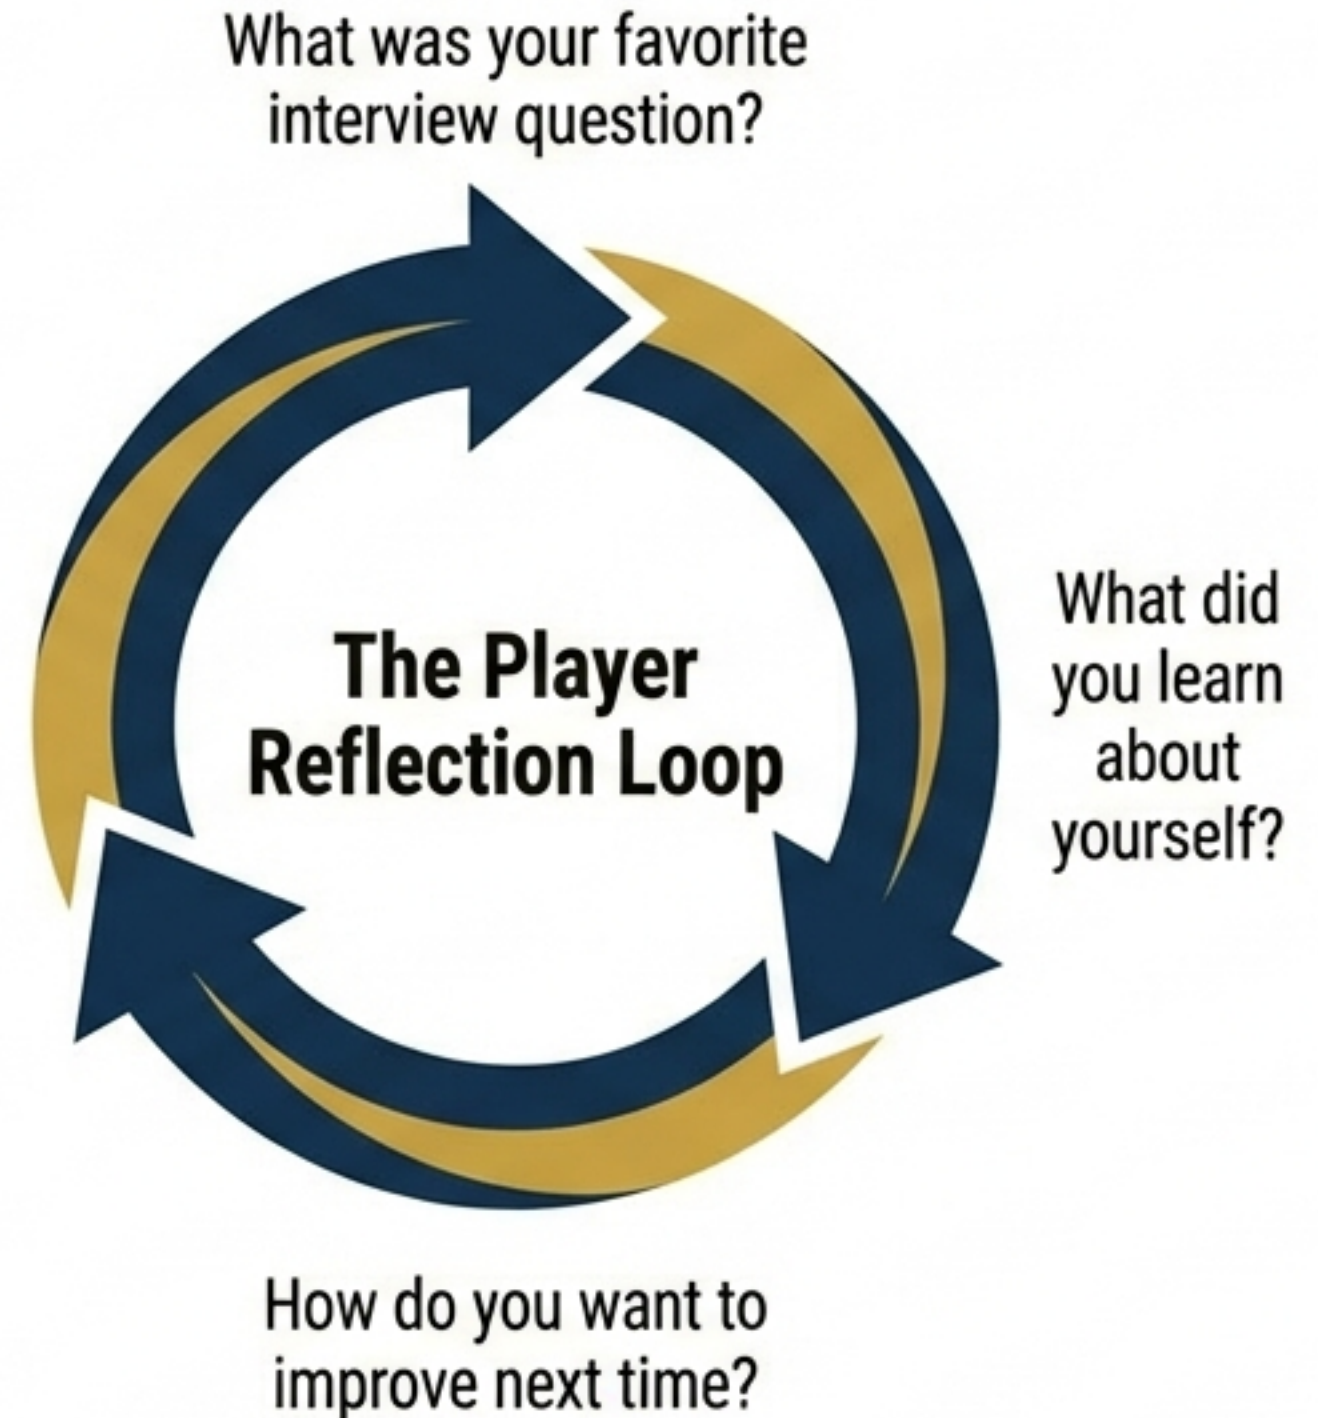 What was your favorite
interview question?
The Player
Reflection Loop
What did
you learn
about
yourself?
How do you want to
improve next time?